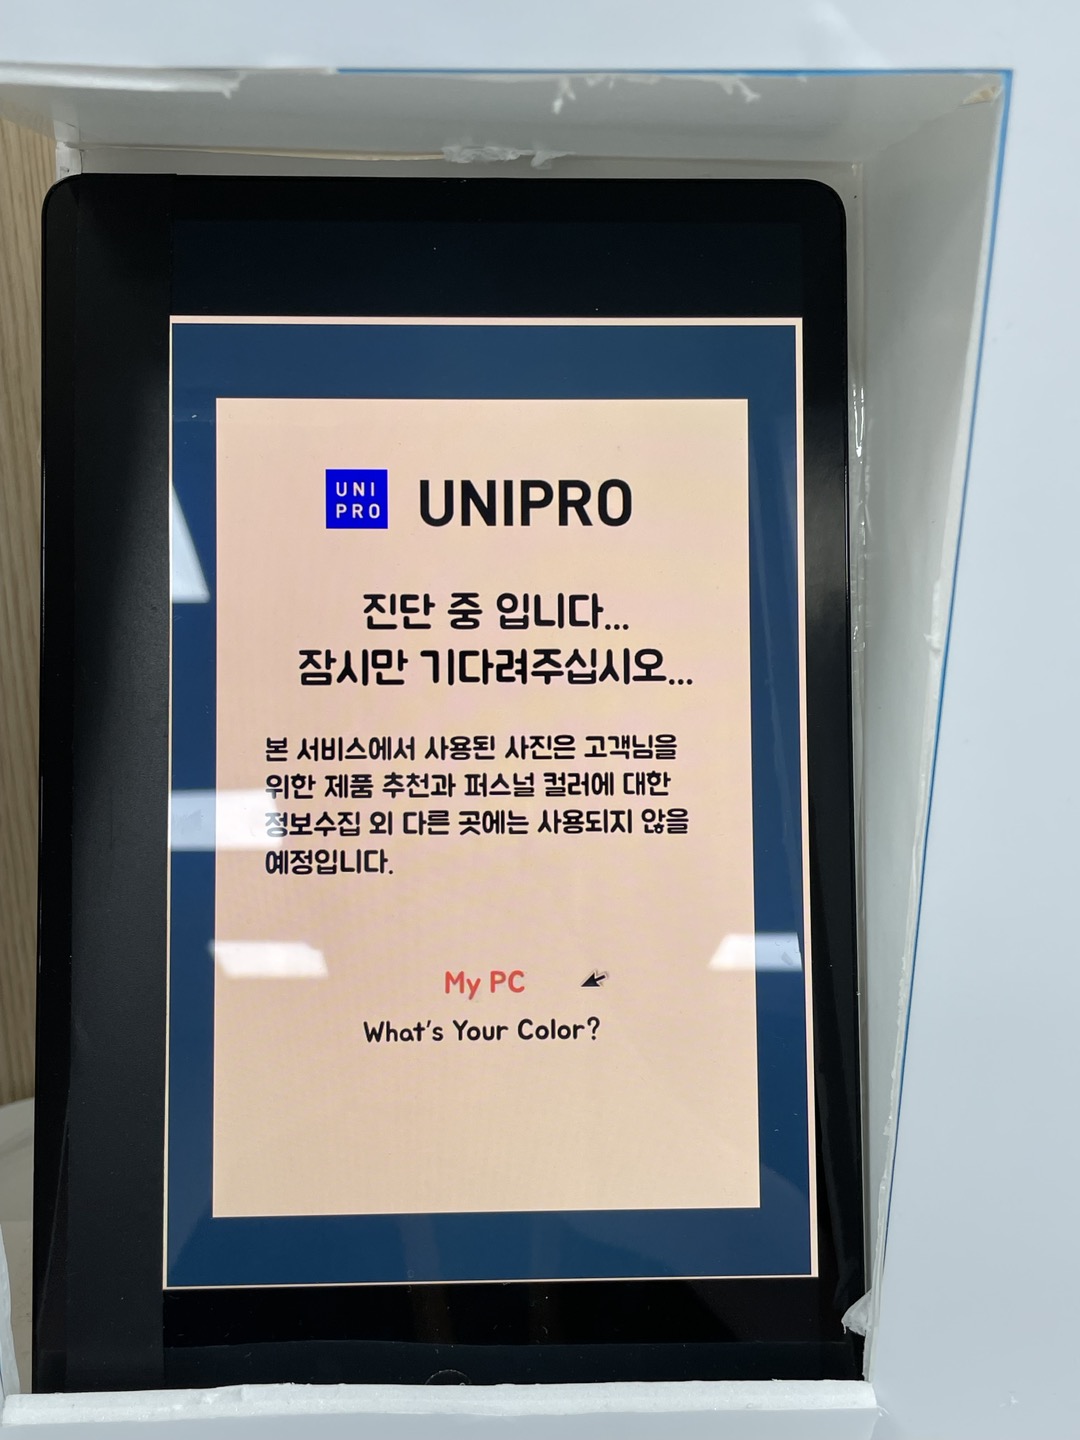 UNI
PRO
UNIPRO
진단 중 입니다...
잠시만 기다려주십시오...
본 서비스에서 사용된 사진은 고객님을
위한 제품 추천과 퍼스널 컬러에 대한
정보수집 외 다른 곳에는 사용되지 않을
예정입니다.
My PC
What's Your Color?